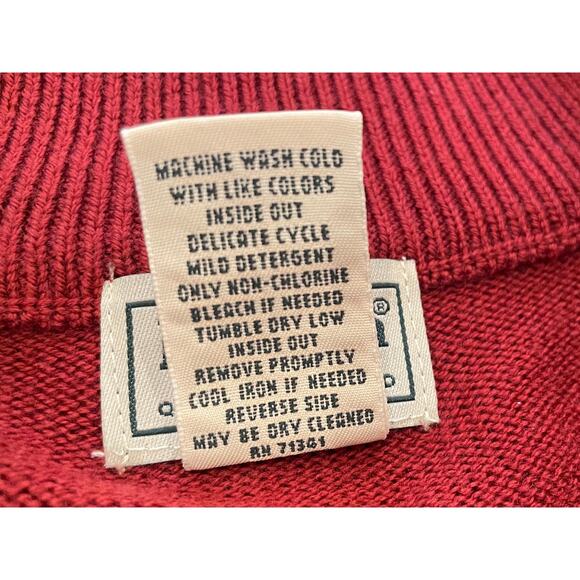 MACHINE WASH COLD
WITH LIKE COLORS
INSIDE OUT
DELICATE CYCLE
MILD DETERGENT
ONLY NON-CHLORINE
BLEACH IF NEEDED
TUMBLE DRY LOW
INSIDE OUT
REMOVE PROMPTLY
COOL IRON IF NEEDED
REVERSE SIDE
MAY BE DRY CLEANED
RN 71341
®